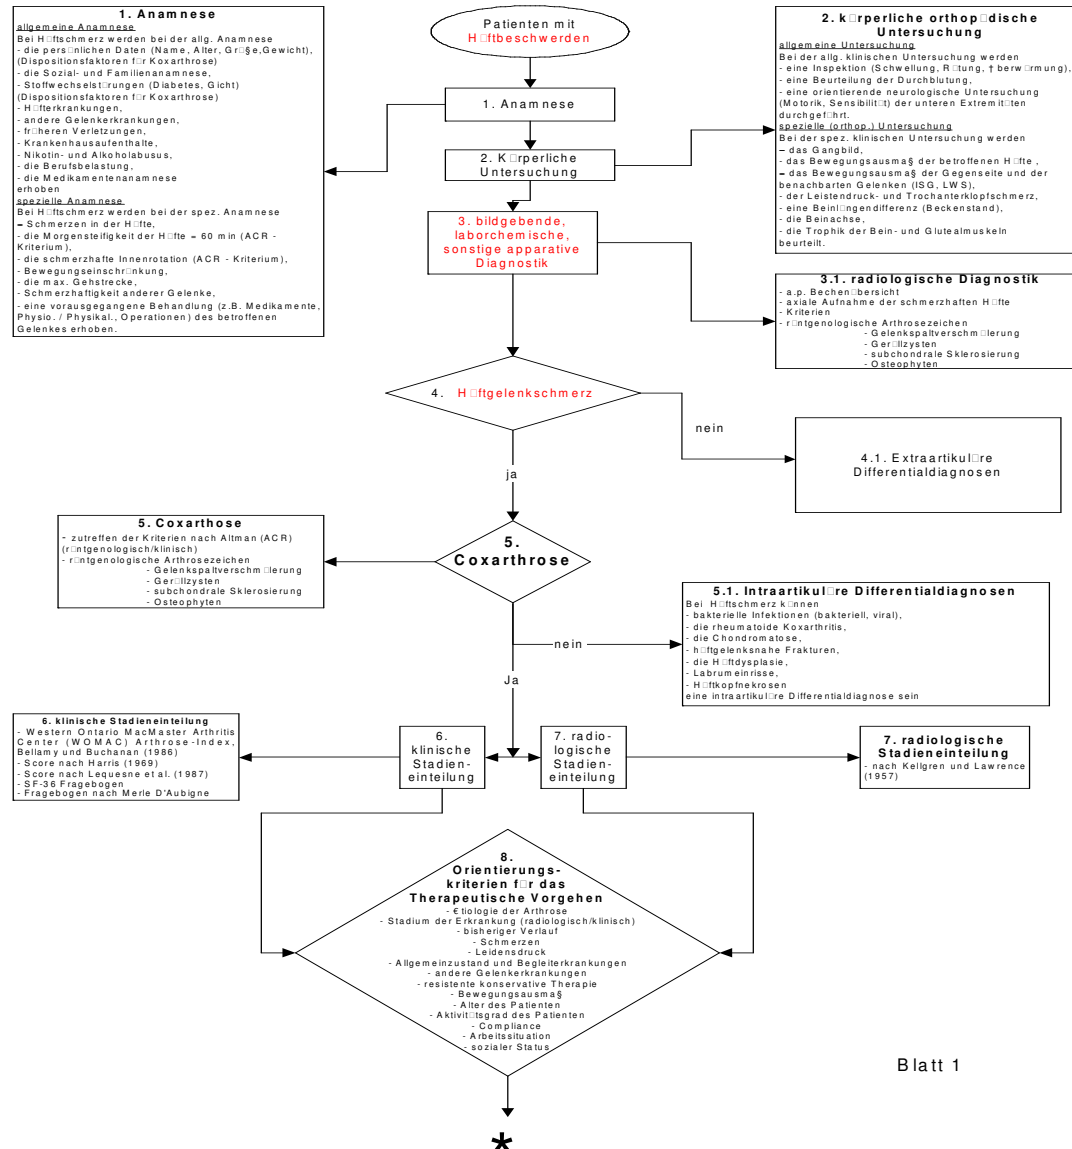 Patienten mit
H□ftbeschwerden
1. Anamnese
2. K□rperliche
Untersuchung
3. bildgebende,
laborchemische,
sonstige apparative
Diagnostik
1. Anamnese
allgemeine Anamnese
Bei H□ftschmerz werden bei der allg. Anamnese
- die pers□nlichen Daten (Name, Alter, Gr□§e,Gewicht),
(Dispositionsfaktoren f□r Koxarthrose)
- die Sozial- und Familienanamnese,
- Stoffwechselst□rungen (Diabetes, Gicht)
(Dispositionsfaktoren f□r Koxarthrose)
- H□fterkrankungen,
- andere Gelenkerkrankungen,
- fr□heren Verletzungen,
- Krankenhausaufenthalte,
- Nikotin- und Alkoholabusus,
- die Berufsbelastung,
- die Medikamentenanamnese
erhoben
spezielle Anamnese
Bei H□ftschmerz werden bei der spez. Anamnese
– Schmerzen in der H□fte,
- die Morgensteifigkeit der H□fte = 60 min (ACR -
Kriterium),
- die schmerzhafte Innenrotation (ACR - Kriterium),
- Bewegungseinschr□nkung,
- die max. Gehstrecke,
- Schmerzhaftigkeit anderer Gelenke,
- eine vorausgegangene Behandlung (z.B. Medikamente,
Physio. / Physikal., Operationen) des betroffenen
Gelenkes erhoben.
2. k□rperliche orthop□dische
Untersuchung
allgemeine Untersuchung
Bei der allg. klinischen Untersuchung werden
- eine Inspektion (Schwellung, R□tung, †berw□rmung),
- eine Beurteilung der Durchblutung,
- eine orientierende neurologische Untersuchung
(Motorik, Sensibilit□t) der unteren Extremit□ten
durchgef□hrt.
spezielle (orthop.) Untersuchung
Bei der spez. klinischen Untersuchung werden
– das Gangbild,
- das Bewegungsausma§ der betroffenen H□fte ,
– das Bewegungsausma§ der Gegenseite und der
benachbarten Gelenken (ISG, LWS),
- der Leistendruck- und Trochanterklopfschmerz,
- eine Beinl□ngendifferenz (Beckenstand),
- die Beinachse,
- die Trophik der Bein- und Glutealmuskeln
beurteilt.
3.1. radiologische Diagnostik
- a.p. Bechen□bersicht
- axiale Aufnahme der schmerzhaften H□fte
- Kriterien
- r□ntgenologische Arthrosezeichen
- Gelenkspaltverschm□lerung
- Ger□llzysten
- subchondrale Sklerosierung
- Osteophyten
4. H□ftgelenkschmerz
nein
4.1. Extraartikul□re
Differentialdiagnosen
ja
5.
Coxarthrose
5. Coxarthose
- zutreffen der Kriterien nach Altman (ACR)
(r□ntgenologisch/klinisch)
- r□ntgenologische Arthrosezeichen
- Gelenkspaltverschm□lerung
- Ger□llzysten
- subchondrale Sklerosierung
- Osteophyten
nein
5.1. Intraartikul□re Differentialdiagnosen
Bei H□ftschmerz k□nnen
- bakterielle Infektionen (bakteriell, viral),
- die rheumatoide Koxarthritis,
- die Chondromatose,
- h□ftgelenksnahe Frakturen,
- die H□ftdysplasie,
- Labrumeinrisse,
- H□ftkopfnekrosen
eine intraartikul□re Differentialdiagnose sein
Ja
6. klinische Stadieneinteilung
- Western Ontario MacMaster Arthritis
Center (WOMAC) Arthrose-Index,
Bellamy und Buchanan (1986)
- Score nach Harris (1969)
- Score nach Lequesne et al. (1987)
- SF-36 Fragebogen
- Fragebogen nach Merle D'Aubigne
6.
klinische
Stadien-
einteilung
7. radio-
logische
Stadien-
einteilung
7. radiologische
Stadieneinteilung
- nach Kellgren und Lawrence
(1957)
8.
Orientierungs-
kriterien f□r das
Therapeutische Vorgehen
- €tiologie der Arthrose
- Stadium der Erkrankung (radiologisch/klinisch)
- bisheriger Verlauf
- Schmerzen
- Leidensdruck
- Allgemeinzustand und Begleiterkrankungen
- andere Gelenkerkrankungen
- resistente konservative Therapie
- Bewegungsausma§
- Alter des Patienten
- Aktivit□tsgrad des Patienten
- Compliance
- Arbeitssituation
- sozialer Status
Blatt 1
*